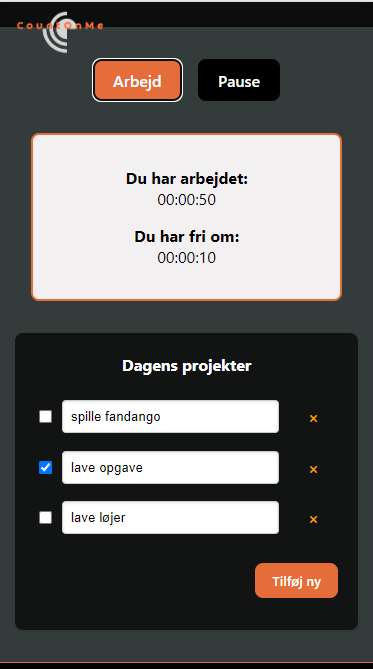 CountOnMe
Arbejd
Pause
Du har arbejdet:
00:00:50
Du har fri om:
00:00:10
Dagens projekter
spille fandango
×
lave opgave
×
lave løjer
×
Tilføj ny